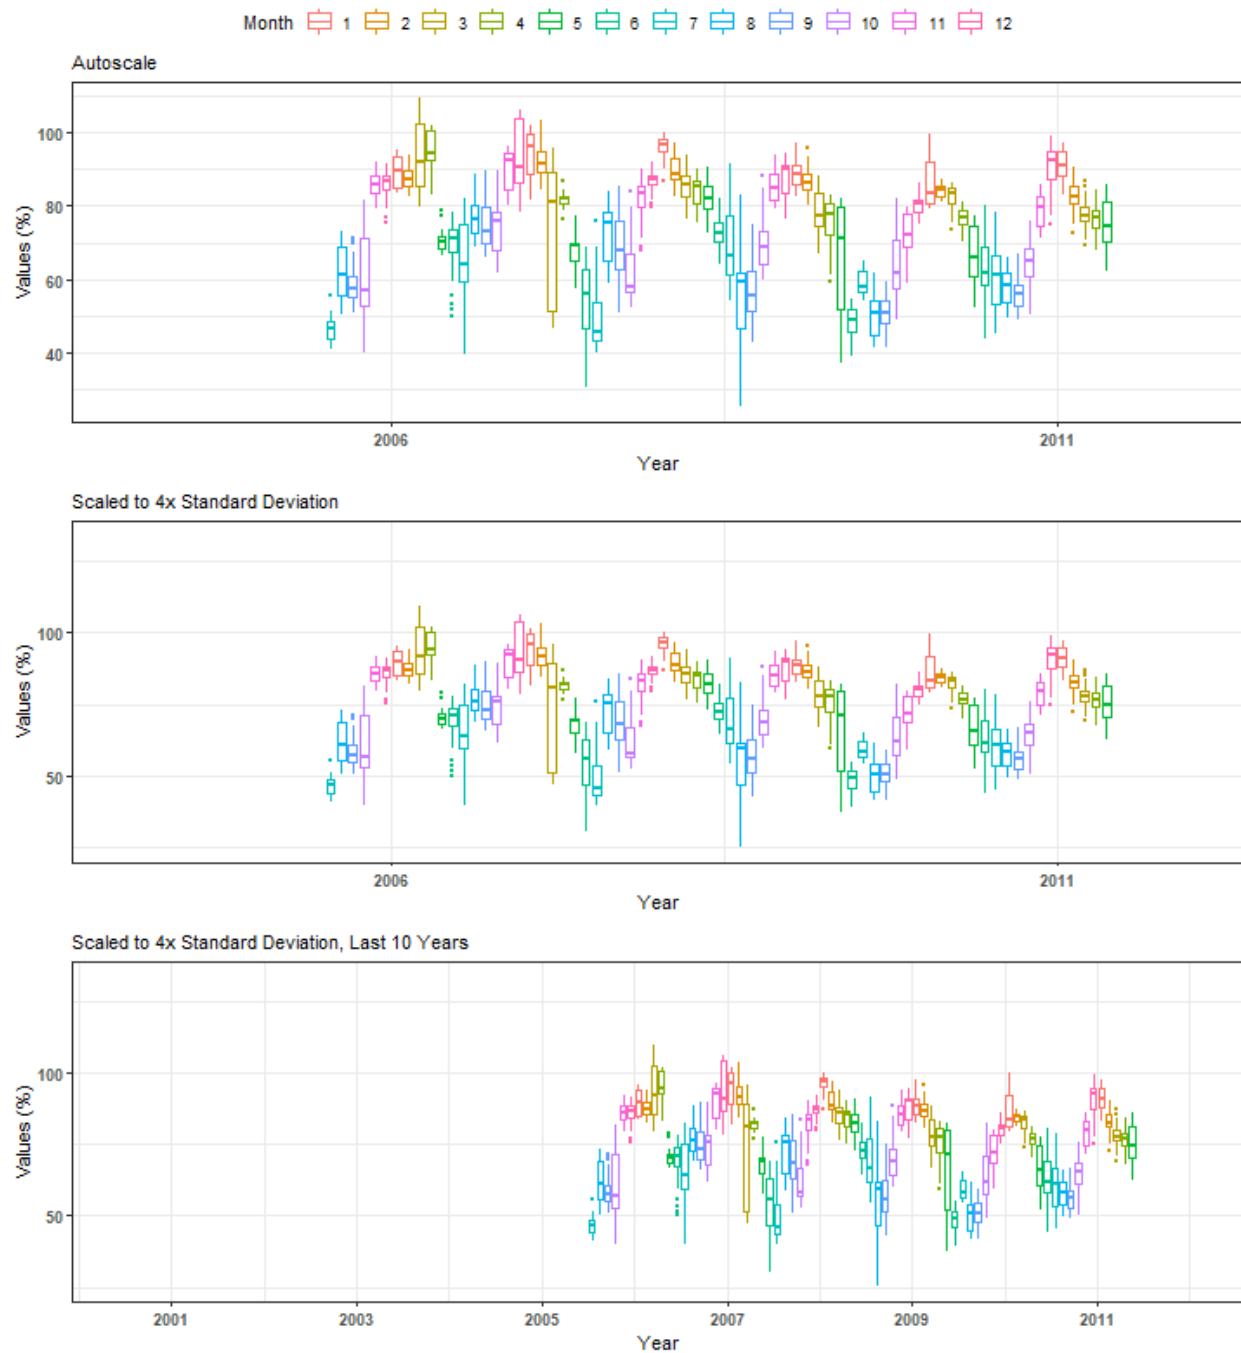 Month 1 2 3 4 5 6 7 8 9 10 11 12
Autoscale
100
80
60
40
Values (%)
2006 2011
Year
Scaled to 4x Standard Deviation
100
50
Values (%)
2006 2011
Year
Scaled to 4x Standard Deviation, Last 10 Years
100
50
Values (%)
2001 2003 2005 2007 2009 2011
Year